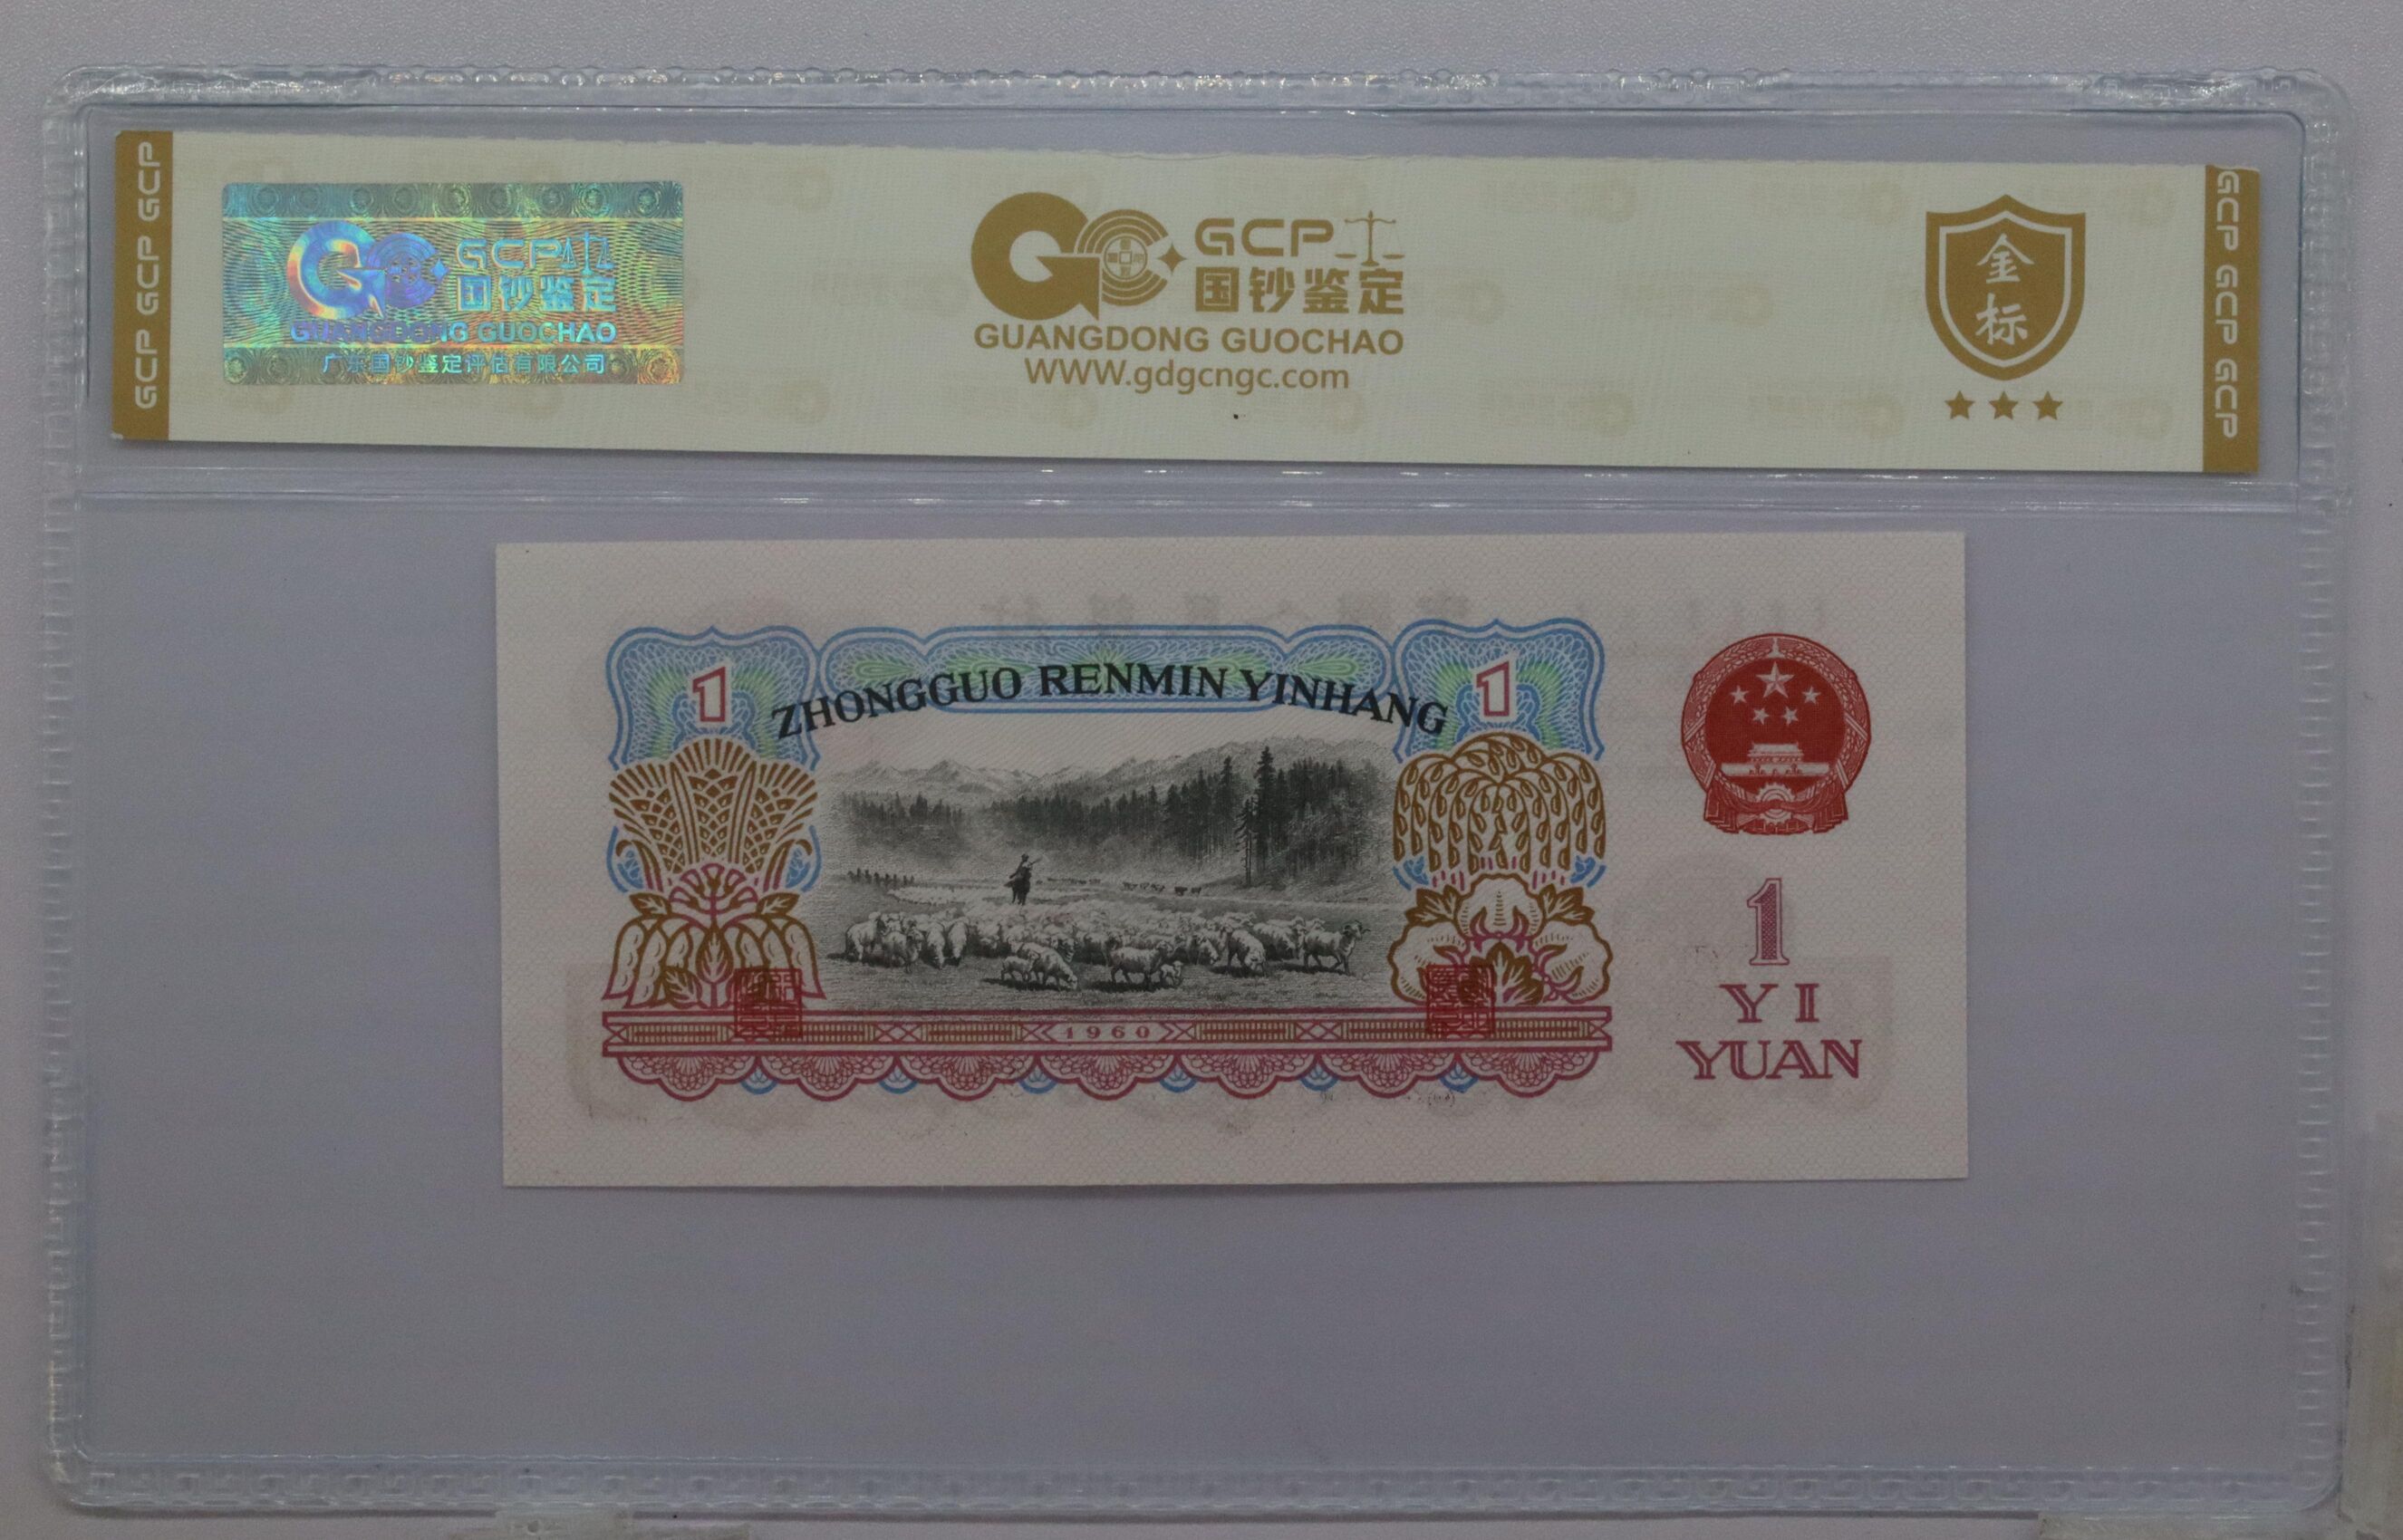 GCP GCP GCP
GCP
国钞鉴定
GUANGDONG GUOCHAO
广东国钞鉴定评估有限公司
GCP
国钞鉴定
GUANGDONG GUOCHAO
WWW.gdgcngc.com
金
标
GCP GCP GCP
1
ZHONGGUO RENMIN YINHANG
1
1960
1
YI
YUAN